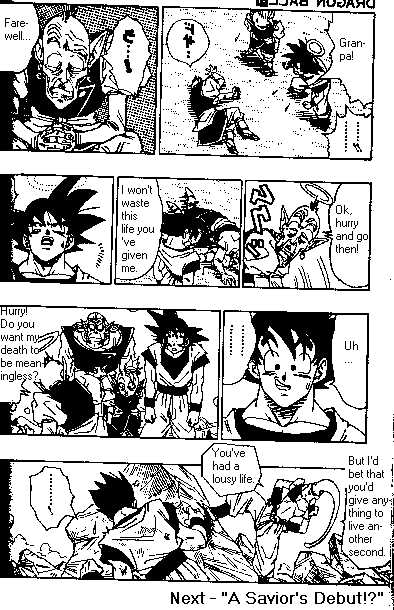 DRAGON BALL
Fare-
well...
Gran-
pa!
I won't
waste
this
life you
've
given
me.
Ok,
hurry
and go
then!
Hurry!
Do you
want my
death to
be mean
ingless?
Uh
...
You've
had a
lousy life.
But I'd
bet that
you'd
give any-
thing to
live an-
other
second.
Next - "A Savior's Debut!?"